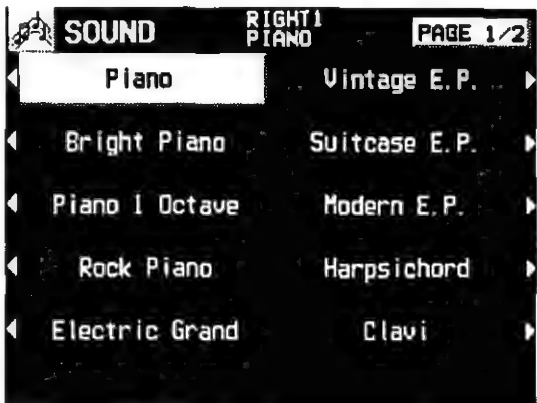 SOUND
RIGHT1
PIANO
PAGE 1/2
Piano
Vintage E.P.
Bright Piano
Suitcase E.P.
Piano 1 Octave
Modern E.P.
Rock Piano
Harpsichord
Electric Grand
Clavi